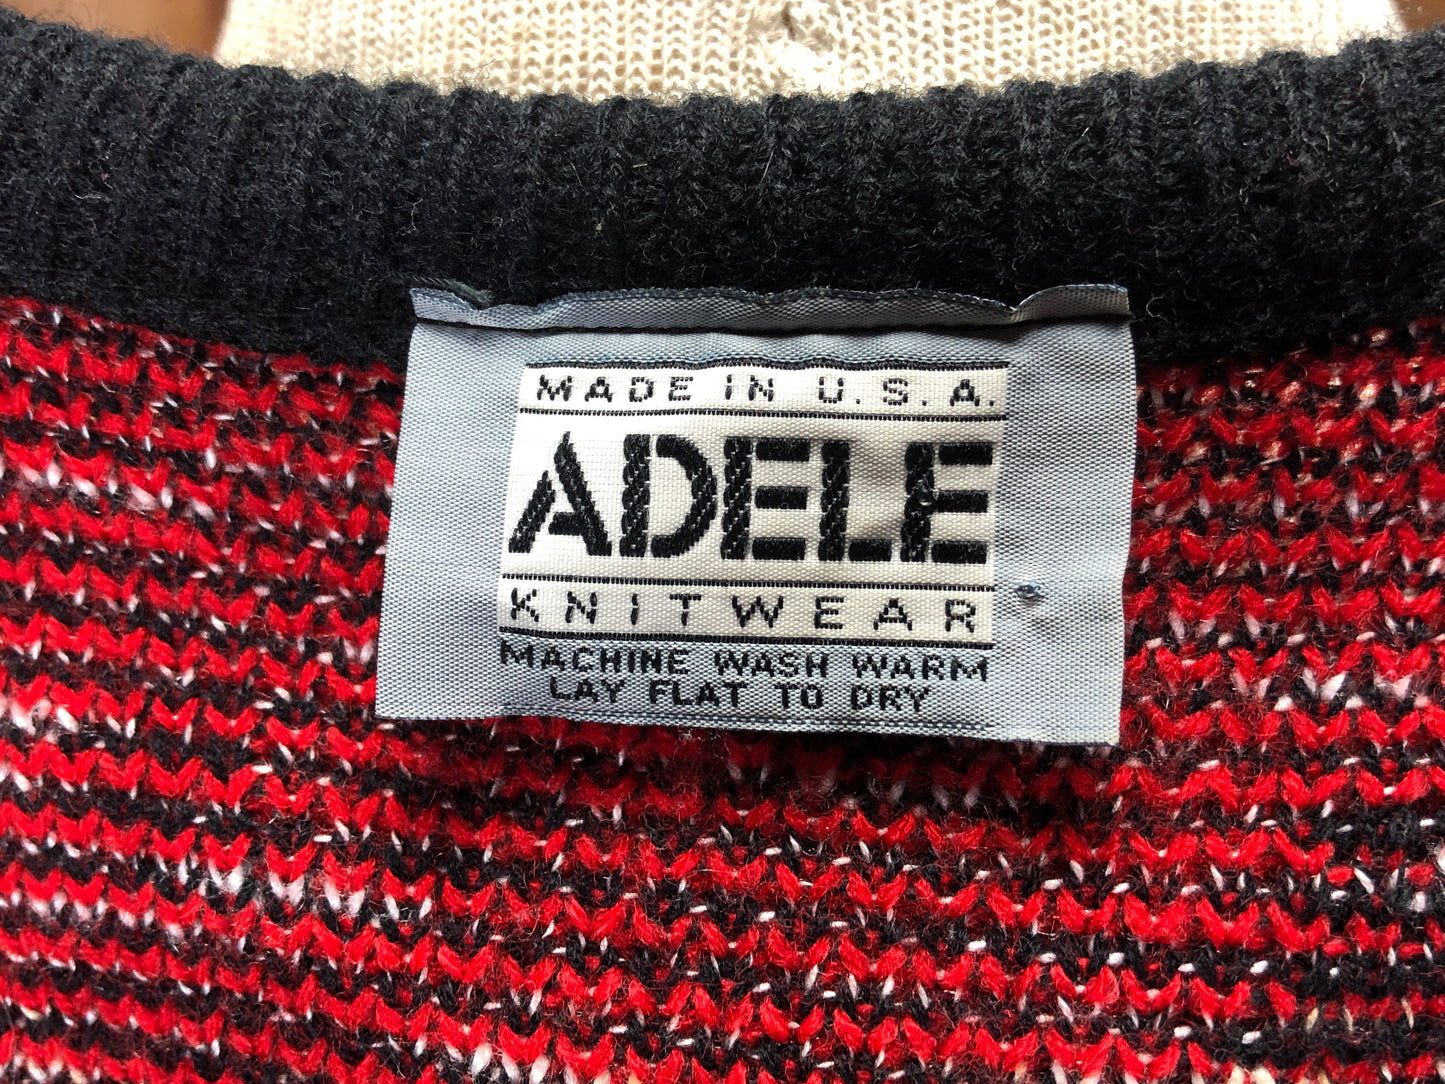 MADE IN U.S.A.
ADELE
KNITWEAR
MACHINE WASH WARM
LAY FLAT TO DRY